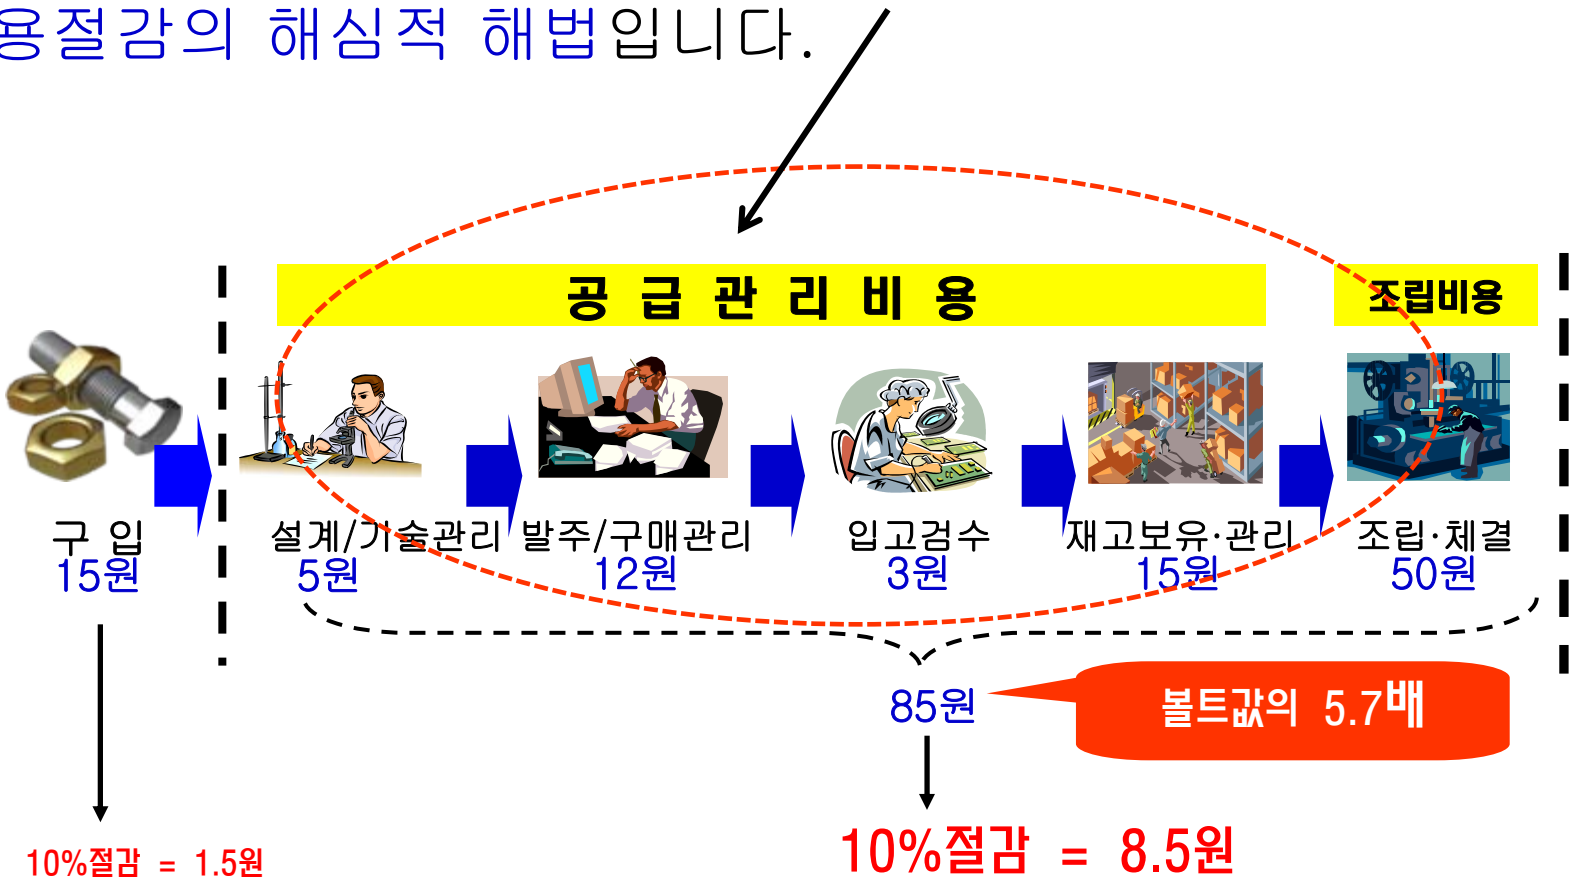 용절감의 해심적 해법입니다.
공 급 관 리 비 용
조립비용
구 입
15원
설계/기술관리
5원
발주/구매관리
12원
입고검수
3원
재고보유·관리
15원
조립·체결
50원
85원
볼트값의 5.7배
10%절감 = 1.5원
10%절감 = 8.5원